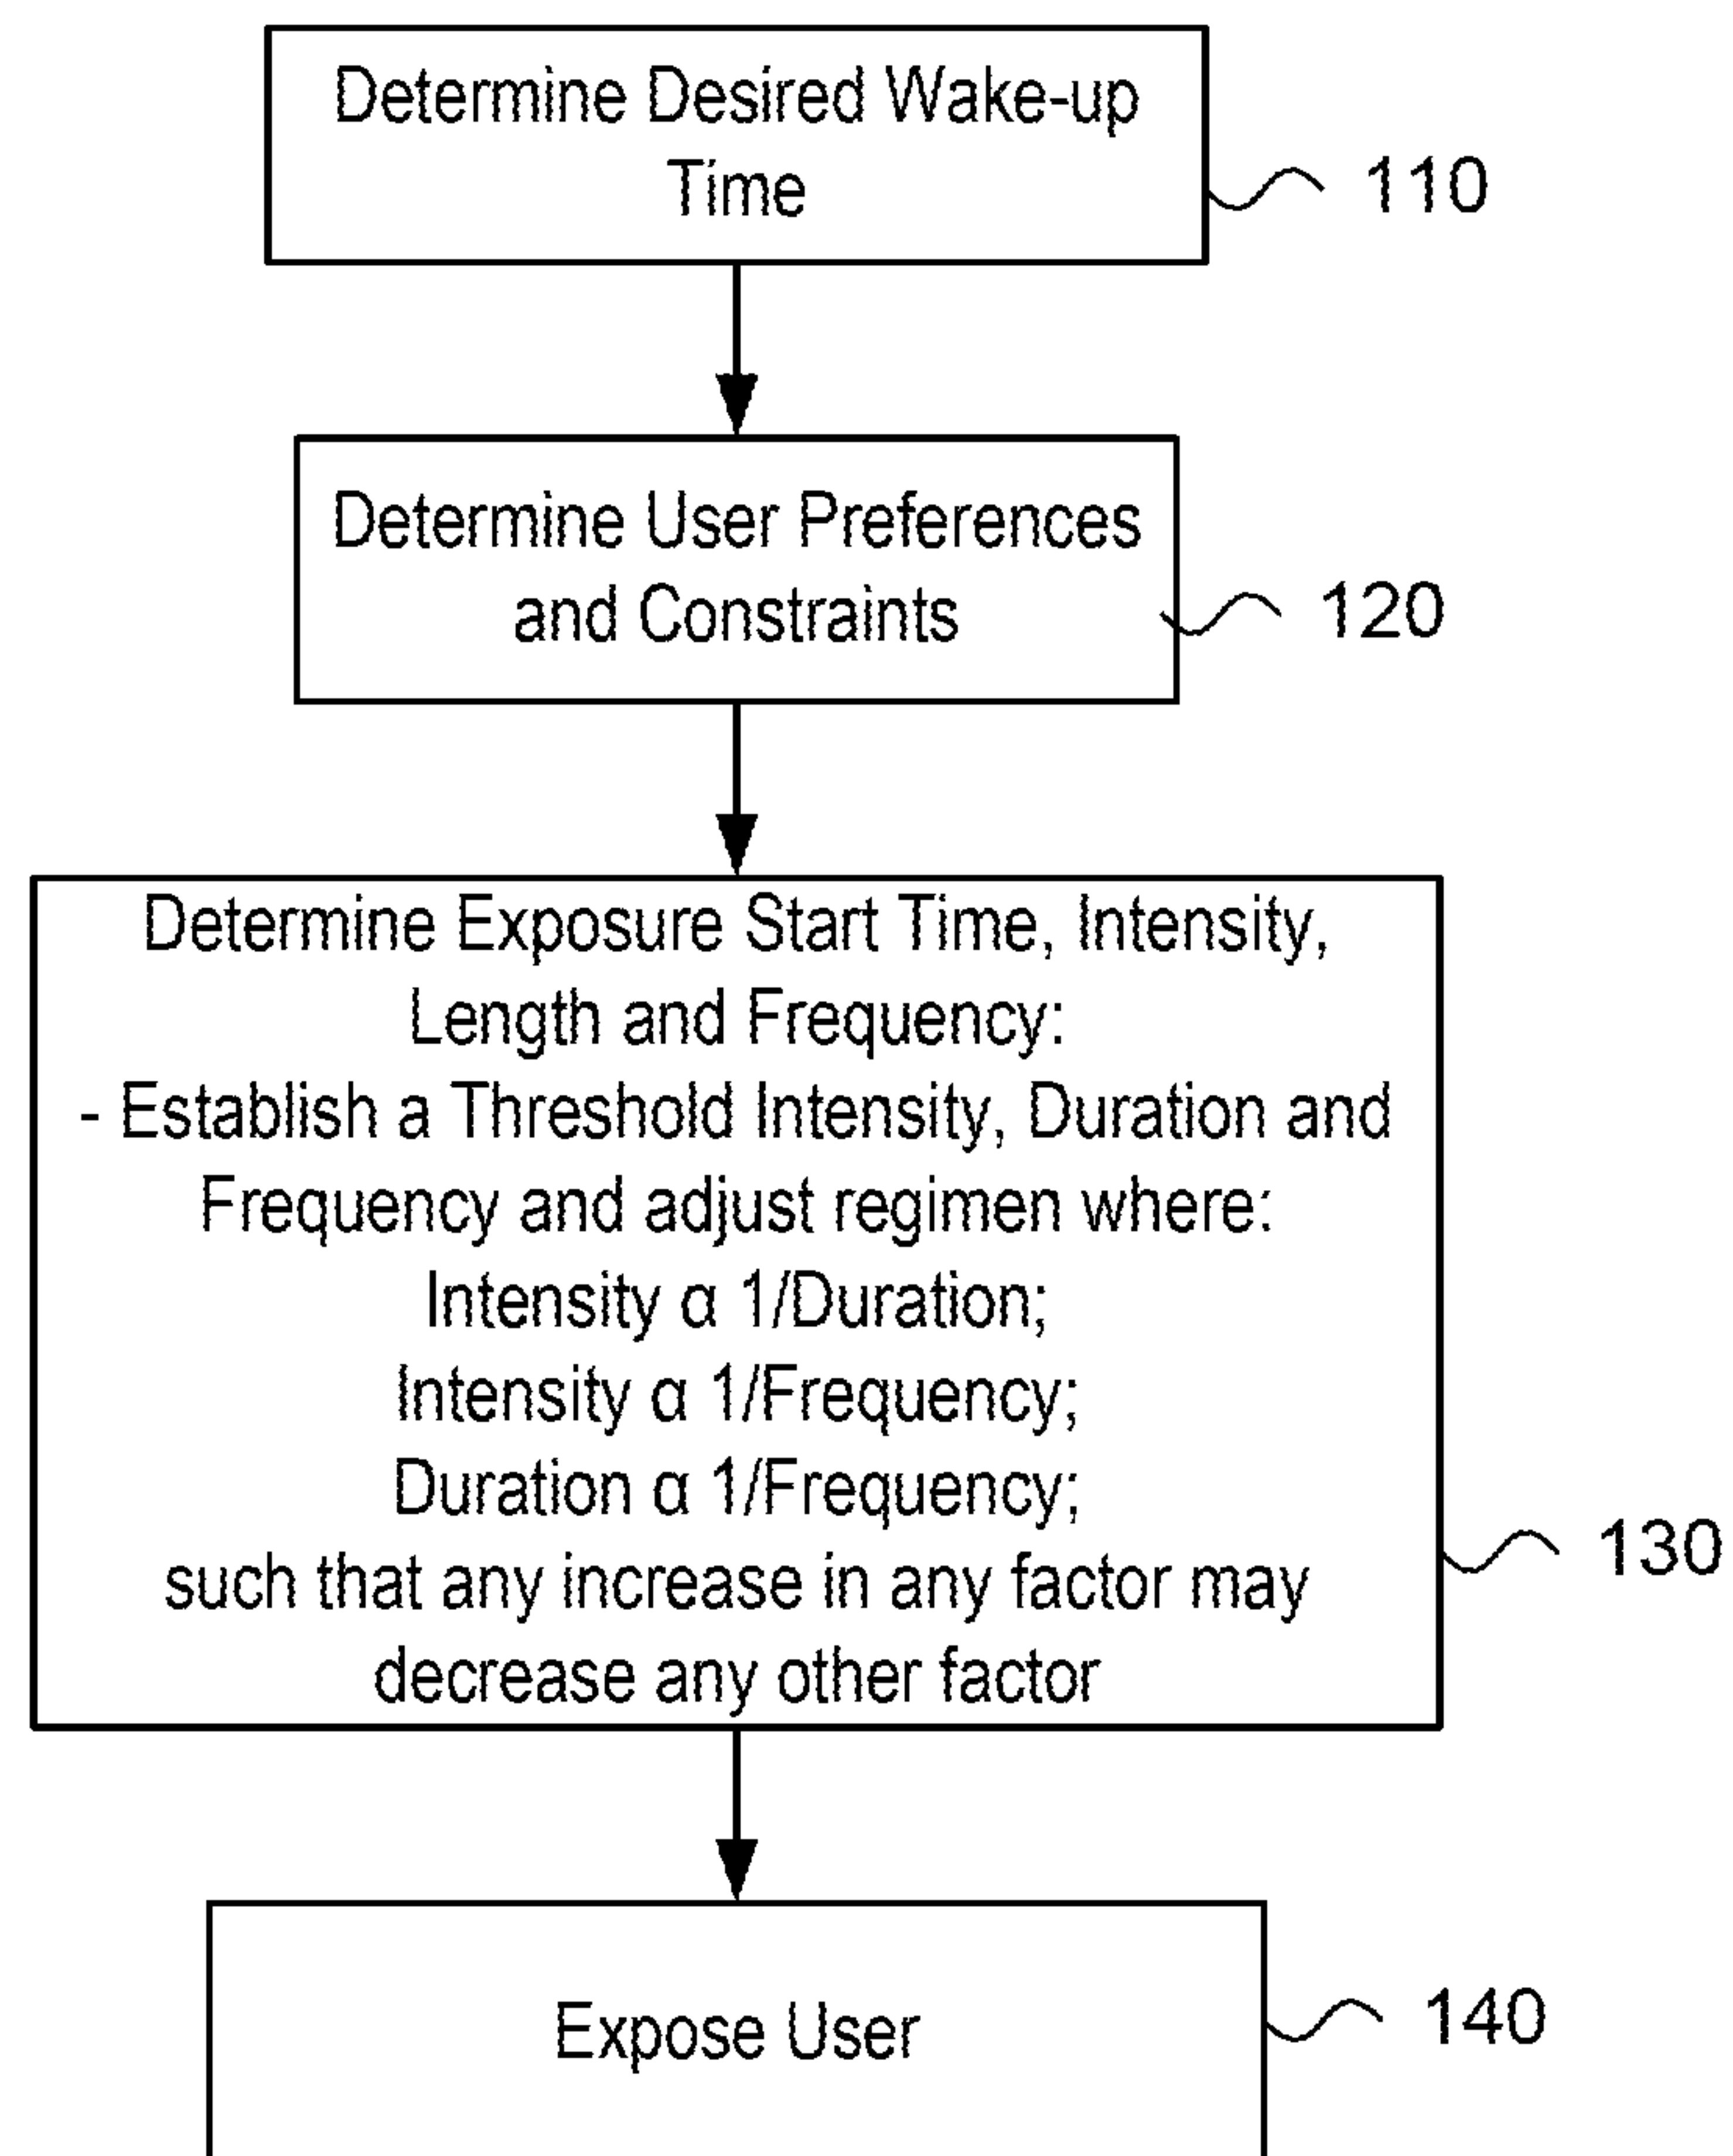 Determine Desired Wake-up
Time
110
Determine User Preferences
and Constraints
120
Determine Exposure Start Time, Intensity,
Length and Frequency:
- Establish a Threshold Intensity, Duration and
Frequency and adjust regimen where:
Intensity α 1/Duration;
Intensity α 1/Frequency;
Duration α 1/Frequency;
such that any increase in any factor may
decrease any other factor
130
Expose User
140